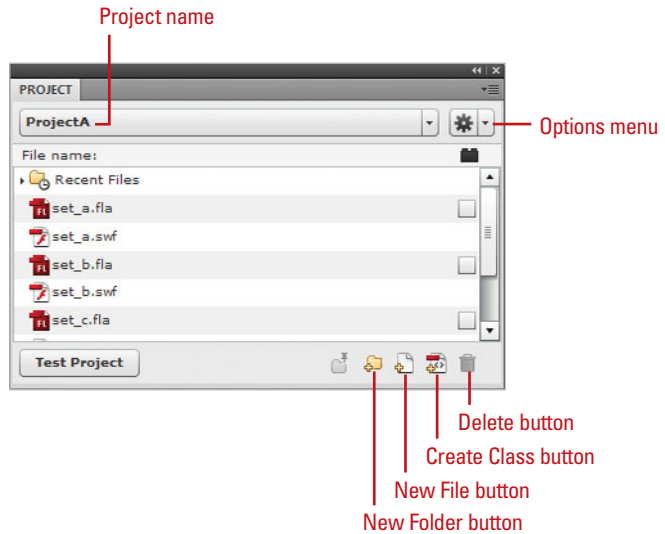 Project name
PROJECT
ProjectA
Options menu
File name:
Recent Files
set_a.fla
set_a.swf
set_b.fla
set_b.swf
set_c.fla
Test Project
Delete button
Create Class button
New File button
New Folder button